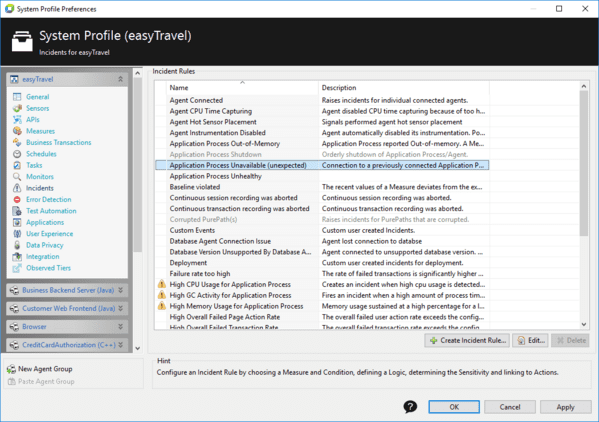 System Profile Preferences
System Profile (easyTravel)
Incidents for easyTravel
easyTravel
General
Sensors
APIs
Measures
Business Transactions
Schedules
Tasks
Monitors
Incidents
Error Detection
Test Automation
Applications
User Experience
Data Privacy
Integration
Observed Tiers
Business Backend Server (Java)
Customer Web Frontend (Java)
Browser
CreditCardAuthorization (C++)
New Agent Group
Paste Agent Group
Incident Rules
Name Description
Agent Connected Raises incidents for individual connected agents.
Agent CPU Time Capturing Agent disabled CPU time capturing because of too h...
Agent Hot Sensor Placement Signals performed agent hot sensor placement
Agent Instrumentation Disabled Agent automatically disabled its instrumentation. Po...
Application Process Out-of-Memory Application Process reported Out-of-memory. A Me...
Application Process Shutdown Orderly shutdown of Application Process/Agent.
Application Process Unavailable (unexpected) Connection to a previously connected Application P...
Application Process Unhealthy
Baseline violated The recent values of a Measure deviates from the ex...
Continuous session recording was aborted Continuous session recording was aborted.
Continuous transaction recording was aborted Continuous transaction recording was aborted.
Corrupted PurePath(s) Raises incidents for PurePaths that are corrupted.
Custom Events Custom user created Incidents.
Database Agent Connection Issue Agent lost connection to databse
Database Version Unsupported By Database A... Agent connected to unsupported database version. ...
Deployment Custom user created incidents for deployment.
Failure rate too high The rate of failed transactions is significantly higher ...
High CPU Usage for Application Process Creates an incident when high cpu usage is detected...
High GC Activity for Application Process Fires an incident when a high amount of process tim...
High Memory Usage for Application Process Memory usage sustained at a high percentage for a l...
High Overall Failed Page Action Rate The overall failed user action rate exceeds the config...
High Overall Failed Transaction Rate The overall failed transaction rate exceeds the config...
Create Incident Rule... Edit... Delete
Hint
Configure an Incident Rule by choosing a Measure and Condition, defining a Logic, determining the Sensitivity and linking to Actions.
? OK Cancel Apply